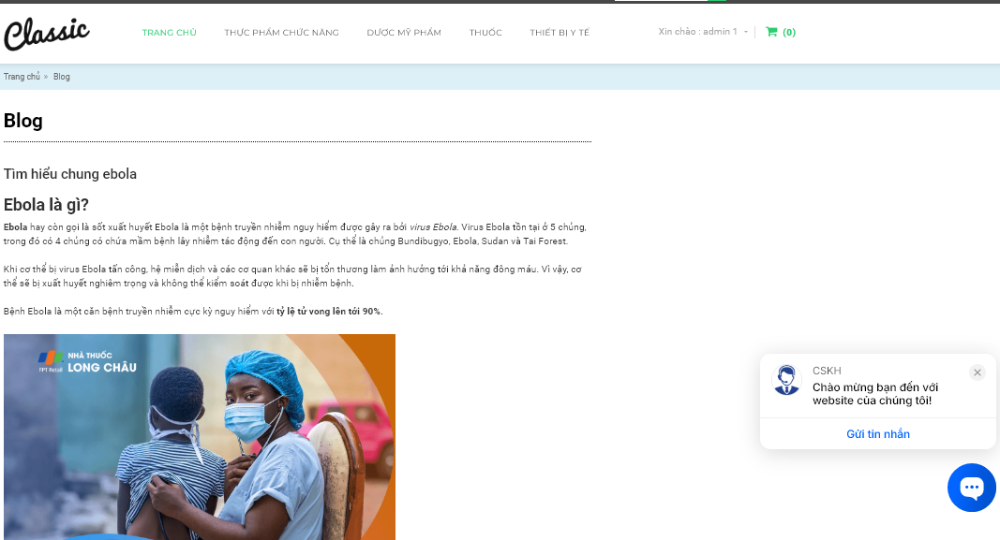 Classic
TRANG CHỦ THỰC PHẨM CHỨC NĂNG DƯỢC MỸ PHẨM THUỐC THIẾT BỊ Y TẾ Xin chào : admin 1 (0)
Trang chủ » Blog
Blog
Tìm hiểu chung ebola
Ebola là gì?
Ebola hay còn gọi là sốt xuất huyết Ebola là một bệnh truyền nhiễm nguy hiểm được gây ra bởi virus Ebola. Virus Ebola tồn tại ở 5 chủng,
trong đó có 4 chủng có chứa mầm bệnh lây nhiễm tác động đến con người. Cụ thể là chủng Bundibugyo, Ebola, Sudan và Tai Forest.
Khi cơ thể bị virus Ebola tấn công, hệ miễn dịch và các cơ quan khác sẽ bị tổn thương làm ảnh hưởng tới khả năng đông máu. Vì vậy, cơ
thể sẽ bị xuất huyết nghiêm trọng và không thể kiểm soát được khi bị nhiễm bệnh.
Bệnh Ebola là một căn bệnh truyền nhiễm cực kỳ nguy hiểm với tỷ lệ tử vong lên tới 90%.
NHÀ THUỐC
FPT Retail LONG CHÂU
CSKH
Chào mừng bạn đến với
website của chúng tôi!
Gửi tin nhắn